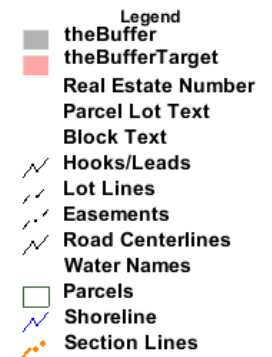 Legend
theBuffer
theBufferTarget
Real Estate Number
Parcel Lot Text
Block Text
Hooks/Leads
Lot Lines
Easements
Road Centerlines
Water Names
Parcels
Shoreline
Section Lines